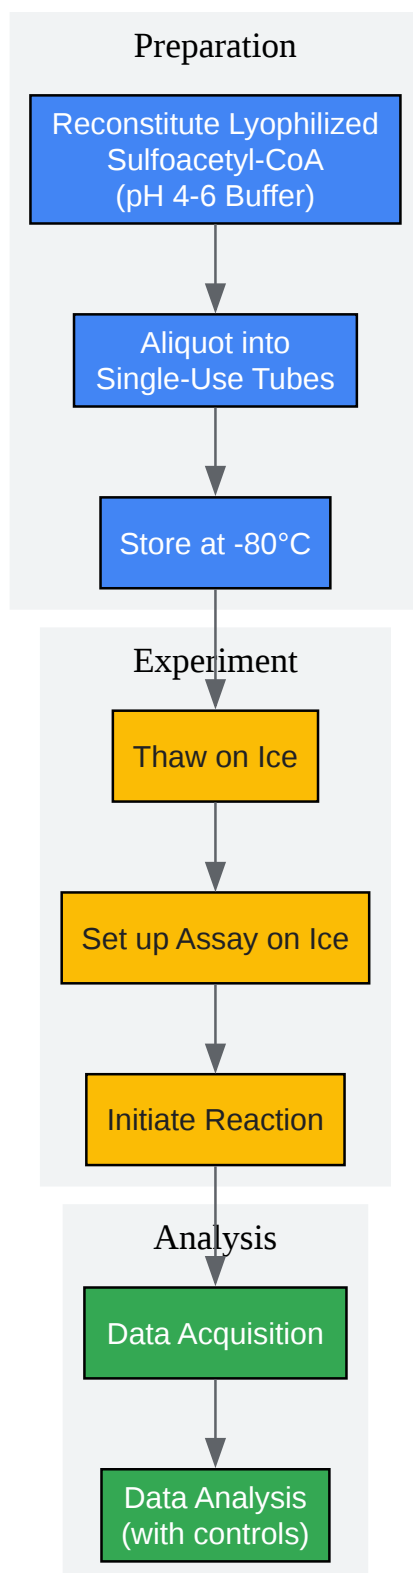 Preparation
Reconstitute Lyophilized
Sulfoacetyl-CoA
(pH 4-6 Buffer)
Aliquot into
Single-Use Tubes
Store at -80°C
Experiment
Thaw on Ice
Set up Assay on Ice
Initiate Reaction
Analysis
Data Acquisition
Data Analysis
(with controls)